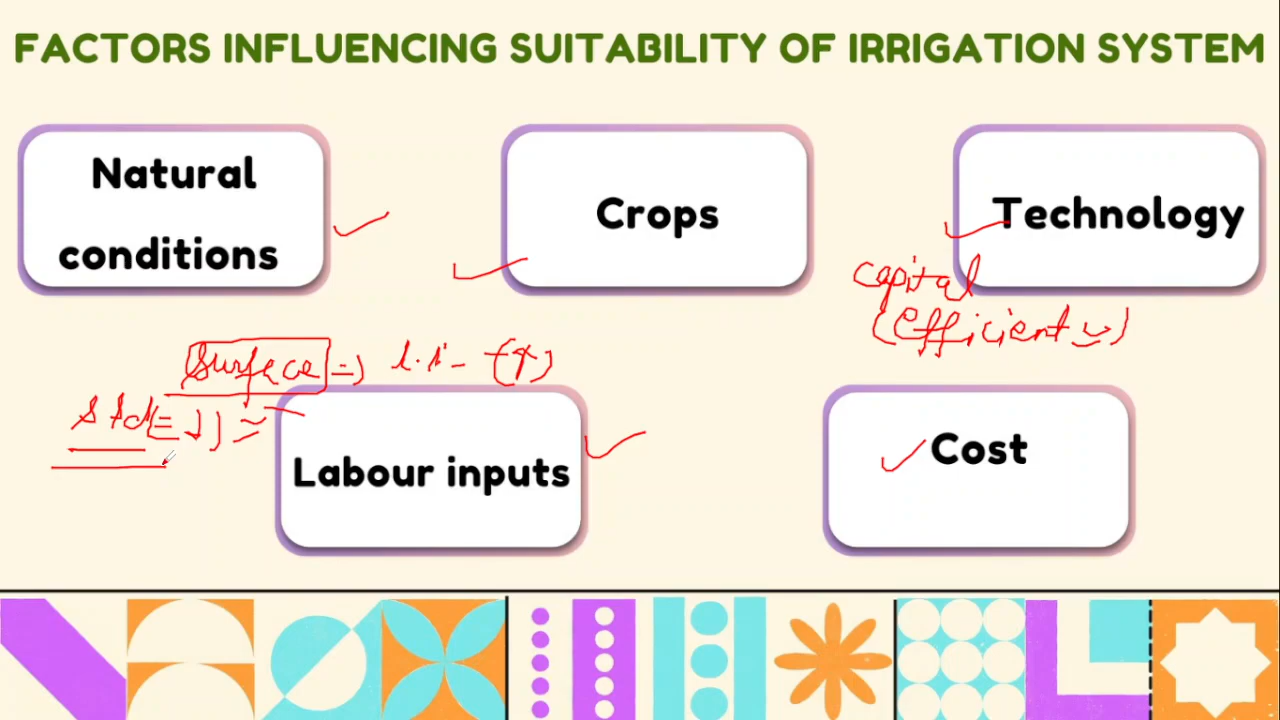 FACTORS INFLUENCING SUITABILITY OF IRRIGATION SYSTEM
Natural
conditions
Crops
Technology
capital
(efficient
Surface => L.I - (↑)
Labour inputs
Cost